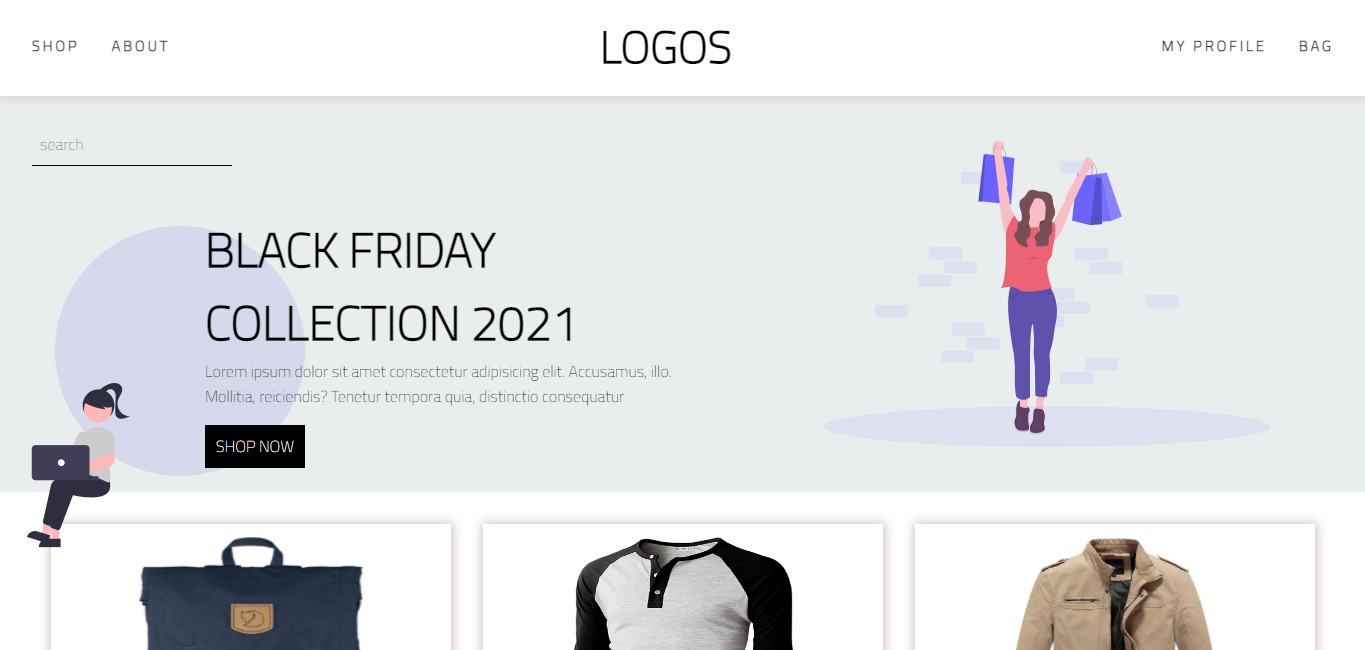 SHOP ABOUT LOGOS MY PROFILE BAG
search
BLACK FRIDAY
COLLECTION 2021
Lorem ipsum dolor sit amet consectetur adipisicing elit. Accusamus, illo.
Mollitia, reiciendis? Tenetur tempora quia, distinctio consequatur
SHOP NOW